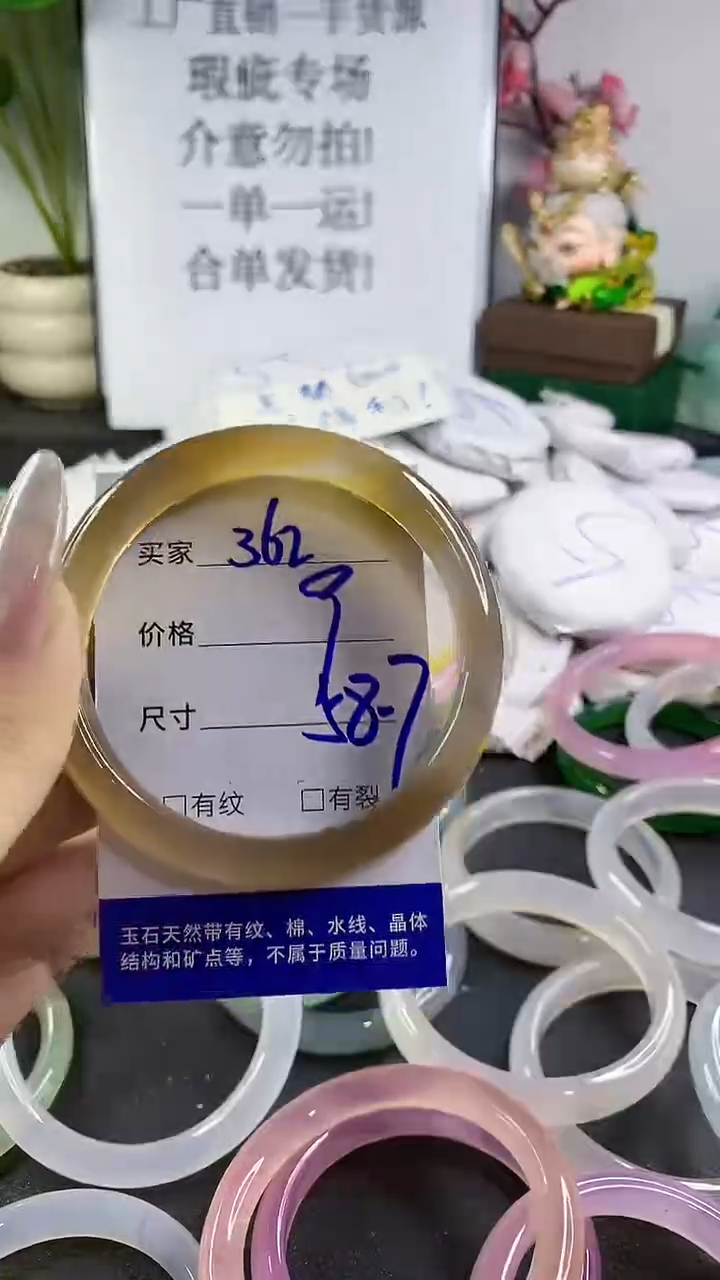 工厂直销一手货源
瑕疵专场
介意勿拍!
一单一运!
合单发货!
买家 362
价格
尺寸 58-7
□有纹 □有裂
玉石天然带有纹、棉、水线、晶体
结构和矿点等，不属于质量问题。